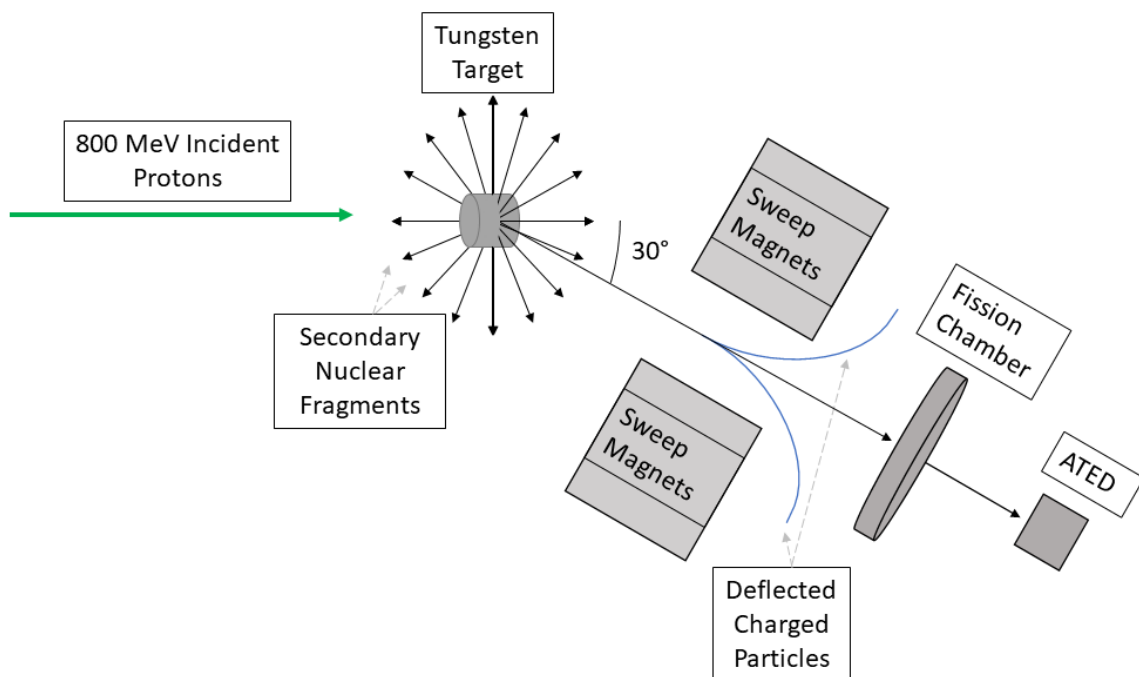 Tungsten
Target
800 MeV Incident
Protons
Sweep
Magnets
30°
Fission
Chamber
Secondary
Nuclear
Fragments
Sweep
Magnets
ATED
Deflected
Charged
Particles